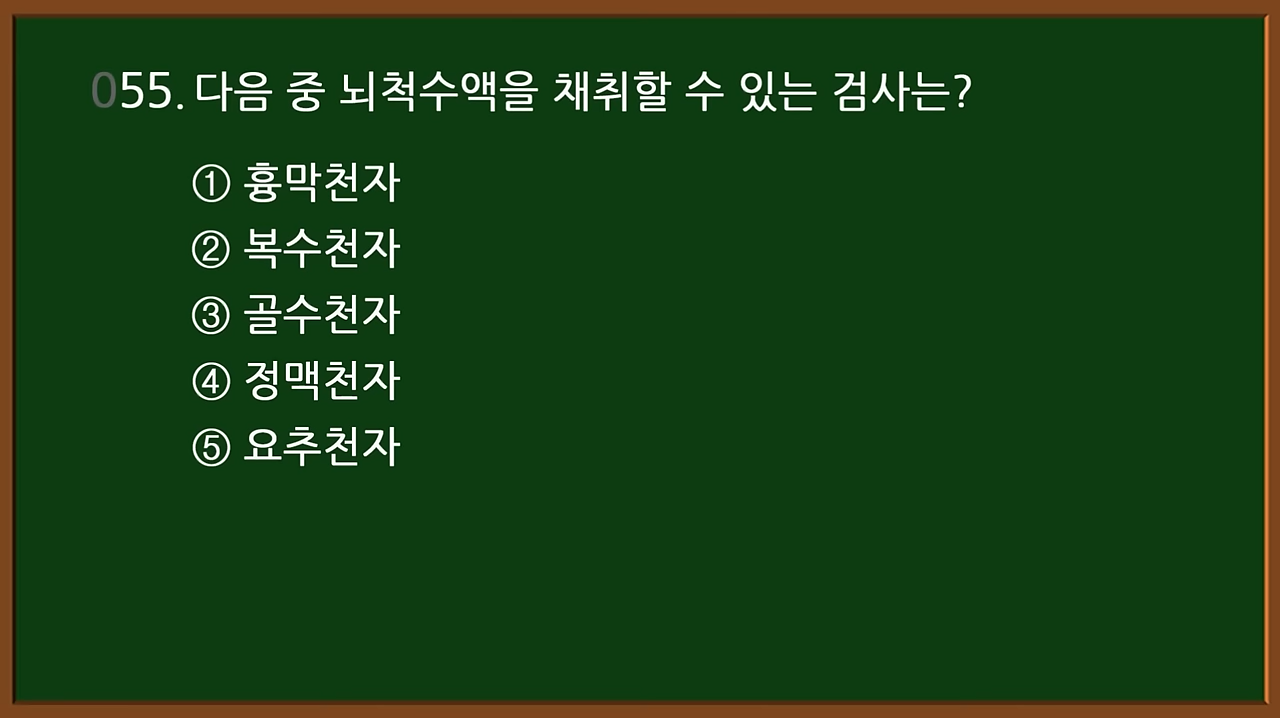 055. 다음 중 뇌척수액을 채취할 수 있는 검사는?
① 흉막천자
② 복수천자
③ 골수천자
④ 정맥천자
⑤ 요추천자